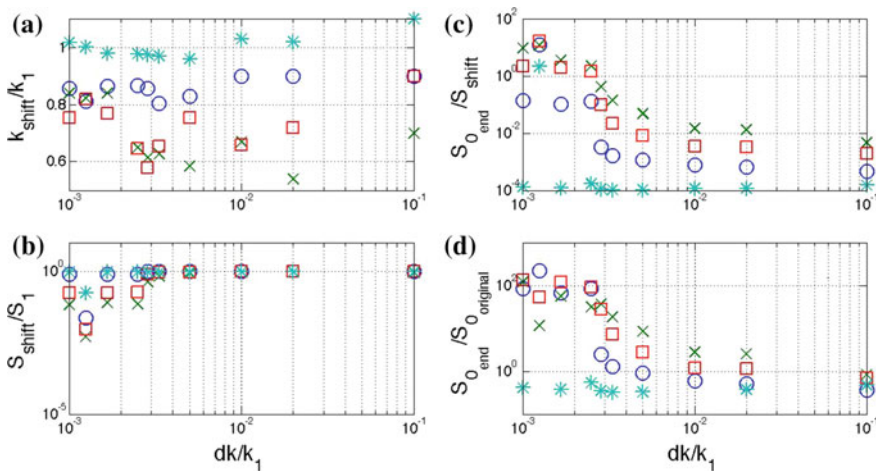 (a)
k_shift/k_1
1
0.8
0.6
10^-3
10^-2
10^-1
(b)
S_shift/S_1
10^0
10^-5
10^-3
10^-2
10^-1
dk/k_1
(c)
S_0_end/S_shift
10^2
10^0
10^-2
10^-4
10^-3
10^-2
10^-1
(d)
S_0_end/S_0_original
10^2
10^0
10^-3
10^-2
10^-1
dk/k_1